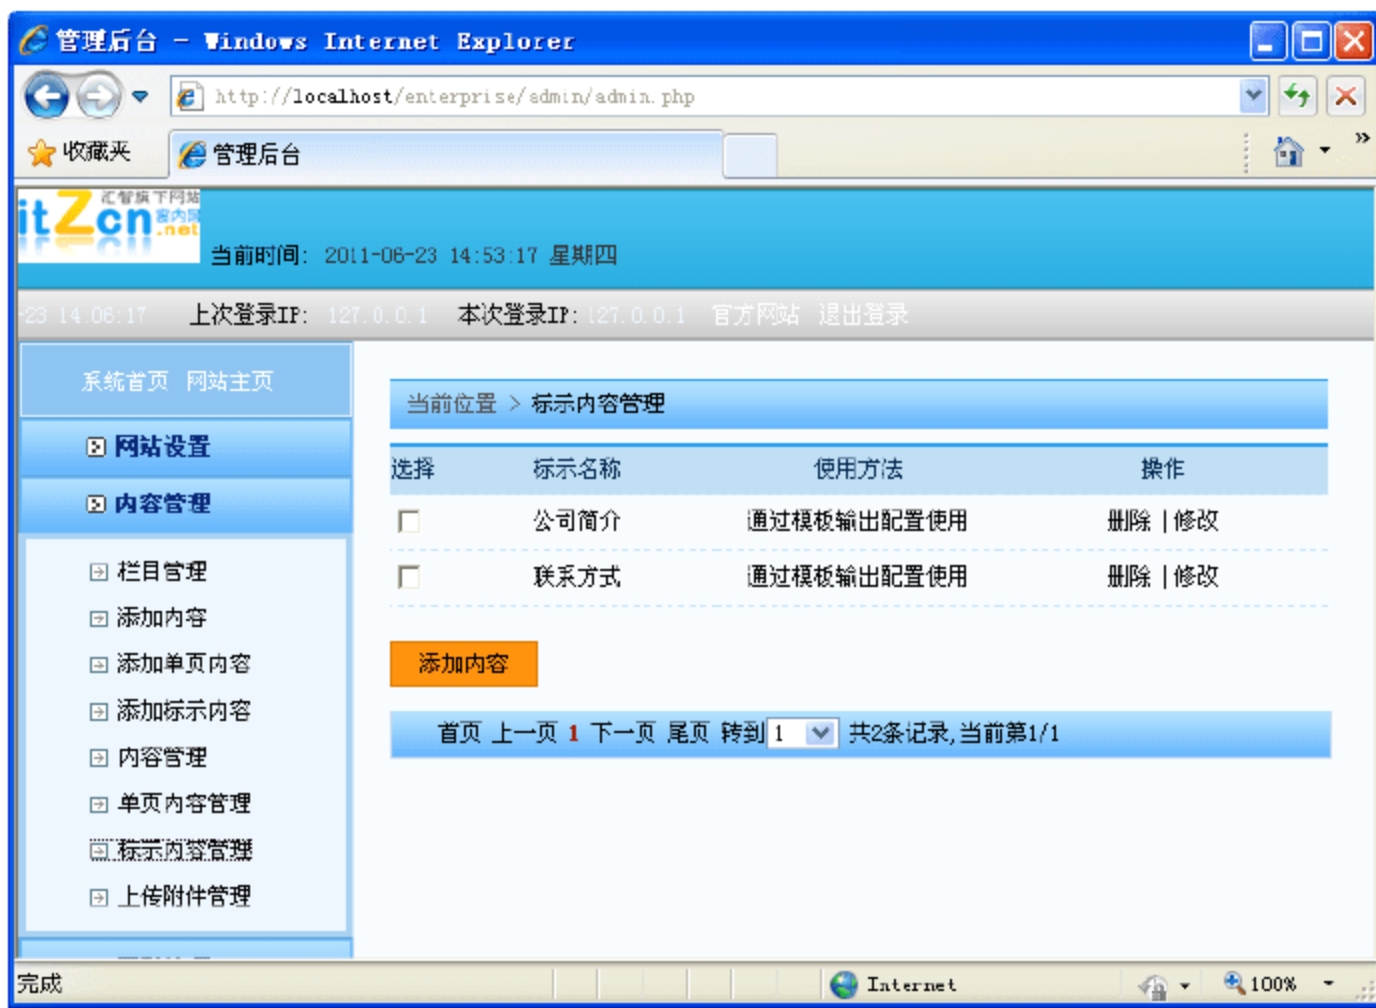 管理后台 - Windows Internet Explorer
http://localhost/enterprise/admin/admin.php
收藏夹 管理后台
汇智旗下网站
itZcn 窗内网
.net
当前时间: 2011-06-23 14:53:17 星期四
-23 14:06:17 上次登录IP: 127.0.0.1 本次登录IP: 127.0.0.1 官方网站 退出登录
系统首页 网站主页
网站设置
内容管理
栏目管理
添加内容
添加单页内容
添加标示内容
内容管理
单页内容管理
标示内容管理
上传附件管理
当前位置 > 标示内容管理
选择 标示名称 使用方法 操作
公司简介 通过模板输出配置使用 删除 | 修改
联系方式 通过模板输出配置使用 删除 | 修改
添加内容
首页 上一页 1 下一页 尾页 转到 1 共2条记录,当前第1/1
完成 Internet 100%